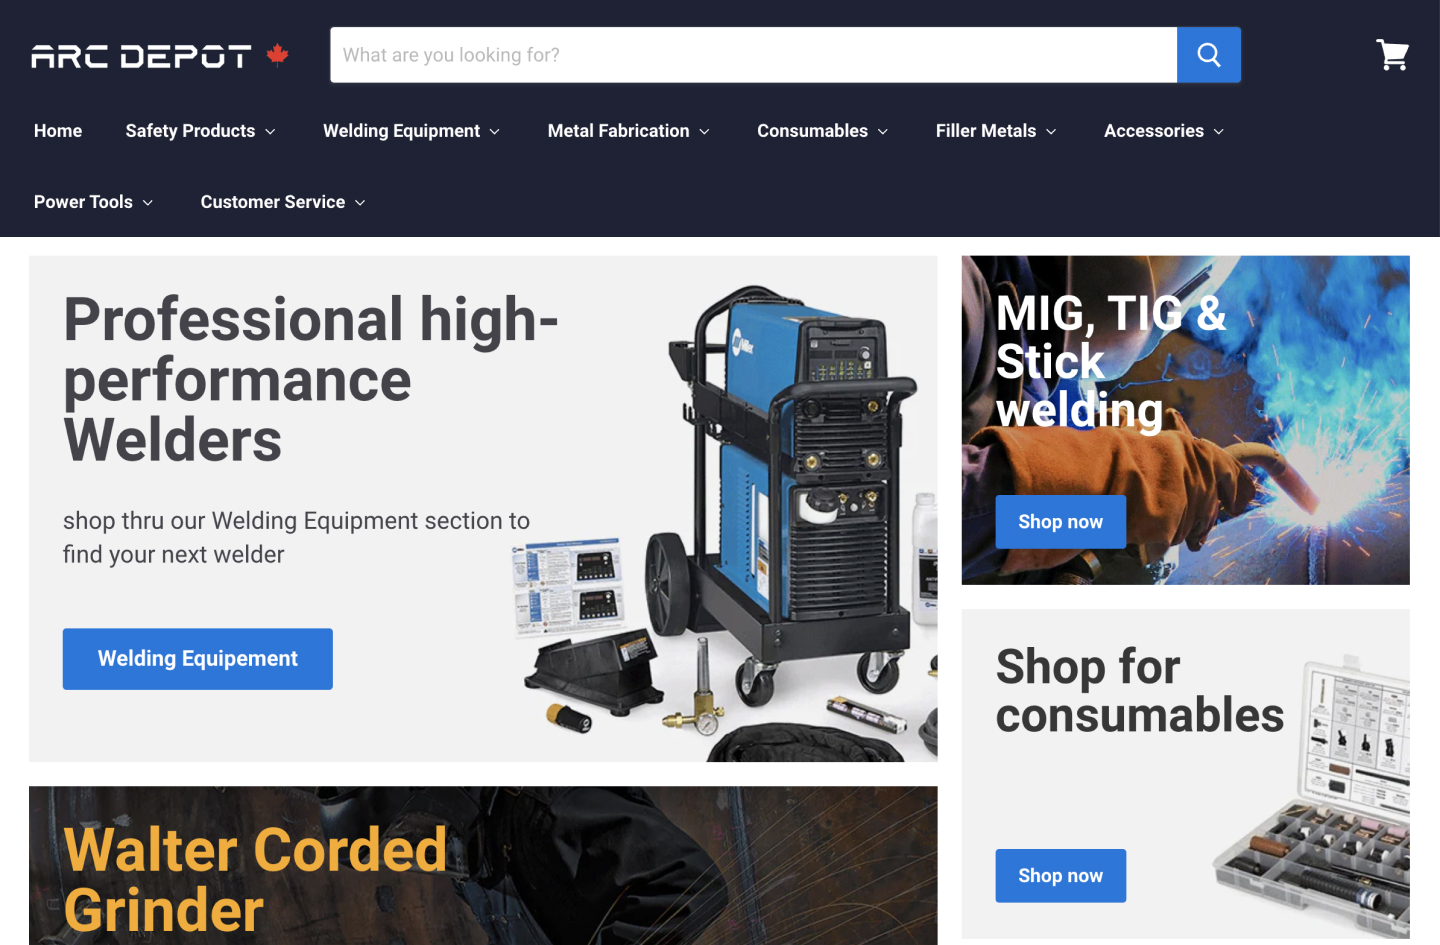 ARC DEPOT
What are you looking for?
Home Safety Products Welding Equipment Metal Fabrication Consumables Filler Metals Accessories
Power Tools Customer Service
Professional high-
performance
Welders
shop thru our Welding Equipment section to
find your next welder
Welding Equipement
Miller
MIG, TIG &
Stick
welding
Shop now
Shop for
consumables
Shop now
Walter Corded
Grinder